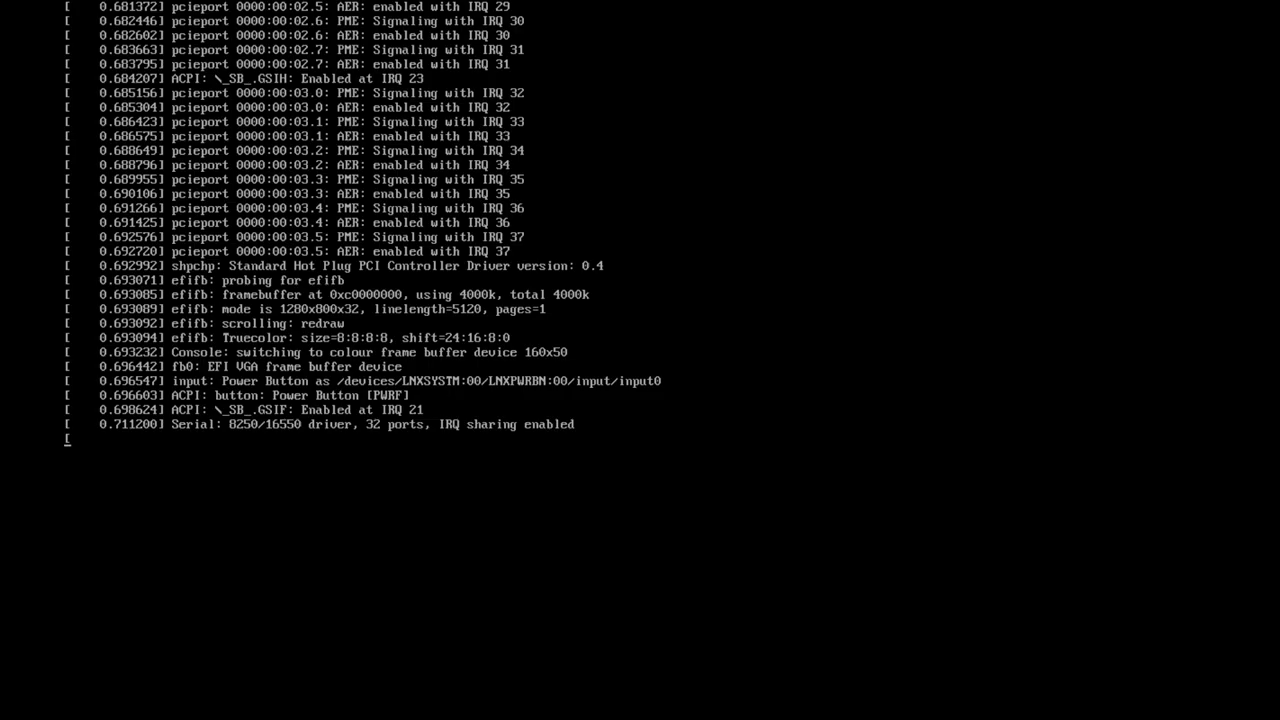 [    0.681372] pcieport 0000:00:02.5: AER: enabled with IRQ 29
[    0.682446] pcieport 0000:00:02.6: PME: Signaling with IRQ 30
[    0.682602] pcieport 0000:00:02.6: AER: enabled with IRQ 30
[    0.683663] pcieport 0000:00:02.7: PME: Signaling with IRQ 31
[    0.683795] pcieport 0000:00:02.7: AER: enabled with IRQ 31
[    0.684207] ACPI: \_SB_.GSIH: Enabled at IRQ 23
[    0.685156] pcieport 0000:00:03.0: PME: Signaling with IRQ 32
[    0.685304] pcieport 0000:00:03.0: AER: enabled with IRQ 32
[    0.686423] pcieport 0000:00:03.1: PME: Signaling with IRQ 33
[    0.686575] pcieport 0000:00:03.1: AER: enabled with IRQ 33
[    0.688649] pcieport 0000:00:03.2: PME: Signaling with IRQ 34
[    0.688796] pcieport 0000:00:03.2: AER: enabled with IRQ 34
[    0.689955] pcieport 0000:00:03.3: PME: Signaling with IRQ 35
[    0.690106] pcieport 0000:00:03.3: AER: enabled with IRQ 35
[    0.691266] pcieport 0000:00:03.4: PME: Signaling with IRQ 36
[    0.691425] pcieport 0000:00:03.4: AER: enabled with IRQ 36
[    0.692576] pcieport 0000:00:03.5: PME: Signaling with IRQ 37
[    0.692720] pcieport 0000:00:03.5: AER: enabled with IRQ 37
[    0.692992] shpchp: Standard Hot Plug PCI Controller Driver version: 0.4
[    0.693071] efifb: probing for efifb
[    0.693085] efifb: framebuffer at 0xc0000000, using 4000k, total 4000k
[    0.693089] efifb: mode is 1280x800x32, linelength=5120, pages=1
[    0.693092] efifb: scrolling: redraw
[    0.693094] efifb: Truecolor: size=8:8:8:8, shift=24:16:8:0
[    0.693232] Console: switching to colour frame buffer device 160x50
[    0.696442] fb0: EFI VGA frame buffer device
[    0.696547] input: Power Button as /devices/LNXSYSTM:00/LNXPWRBN:00/input/input0
[    0.696603] ACPI: button: Power Button [PWRF]
[    0.698624] ACPI: \_SB_.GSIF: Enabled at IRQ 21
[    0.711200] Serial: 8250/16550 driver, 32 ports, IRQ sharing enabled
[